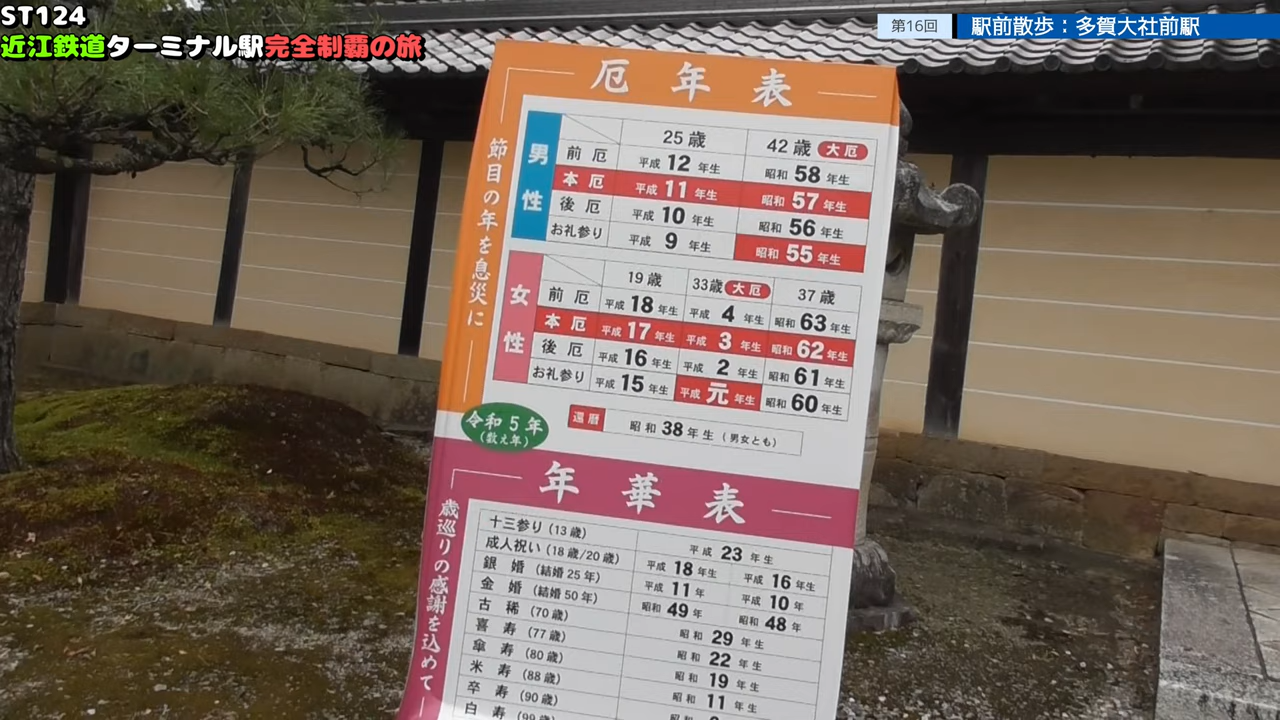 ST124
近江鉄道ターミナル駅完全制覇の旅
第16回 駅前散歩:多賀大社前駅
厄年表
節目の年を息災に
男性
25歳 42歳 大厄
前厄 平成12年生 昭和58年生
本厄 平成11年生 昭和57年生
後厄 平成10年生 昭和56年生
お礼参り 平成9年生 昭和55年生
女性
19歳 33歳 大厄 37歳
前厄 平成18年生 平成4年生 昭和63年生
本厄 平成17年生 平成3年生 昭和62年生
後厄 平成16年生 平成2年生 昭和61年生
お礼参り 平成15年生 平成元年生 昭和60年生
令和5年
(数え年)
還暦 昭和38年生(男女とも)
年華表
歳巡りの感謝を込めて
十三参り(13歳) 平成23年生
成人祝い(18歳/20歳) 平成18年生 平成16年生
銀婚(結婚25年) 平成11年 平成10年
金婚(結婚50年) 昭和49年 昭和48年
古稀(70歳) 昭和29年生
喜寿(77歳) 昭和22年生
傘寿(80歳) 昭和19年生
米寿(88歳) 昭和11年生
卒寿(90歳)
白寿(99歳)